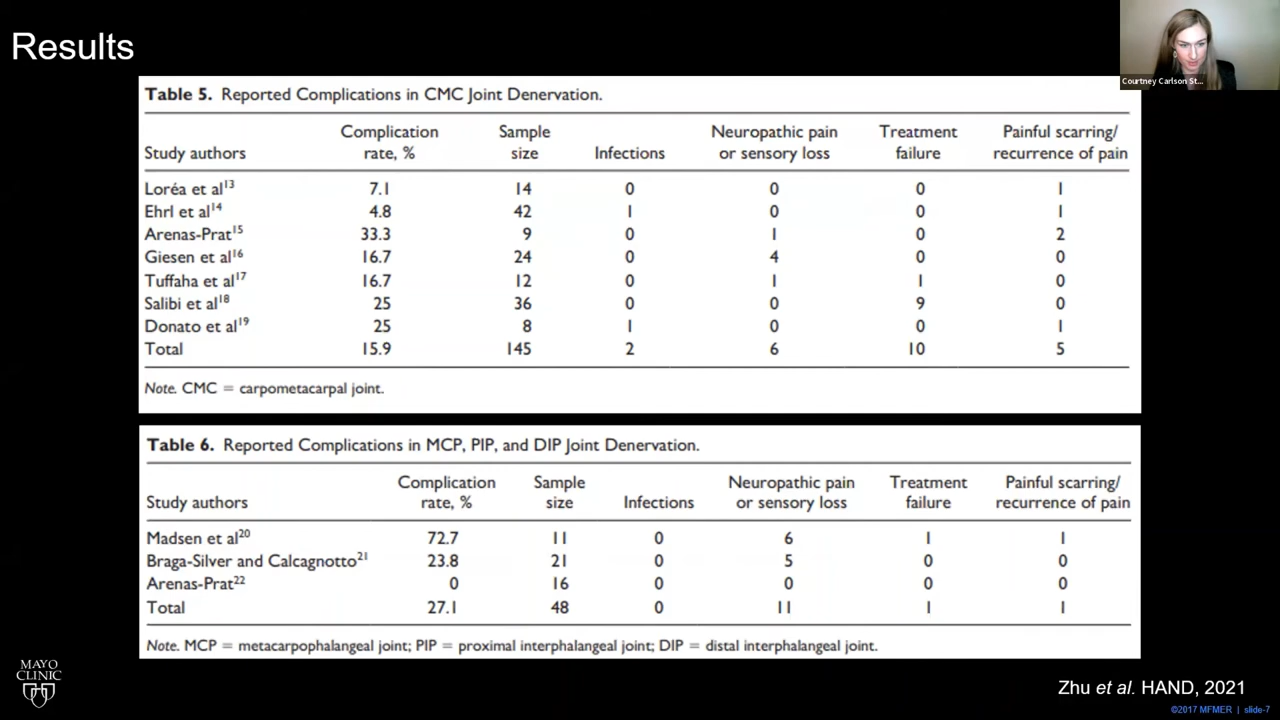 Results
Courtney Carlson St...
Table 5. Reported Complications in CMC Joint Denervation.
Study authors Complication rate, % Sample size Infections Neuropathic pain or sensory loss Treatment failure Painful scarring/ recurrence of pain
Loréa et al13 7.1 14 0 0 0 1
Ehrl et al14 4.8 42 1 0 0 1
Arenas-Prat15 33.3 9 0 1 0 2
Giesen et al16 16.7 24 0 4 0 0
Tuffaha et al17 16.7 12 0 1 1 0
Salibi et al18 25 36 0 0 9 0
Donato et al19 25 8 1 0 0 1
Total 15.9 145 2 6 10 5
Note. CMC = carpometacarpal joint.
Table 6. Reported Complications in MCP, PIP, and DIP Joint Denervation.
Study authors Complication rate, % Sample size Infections Neuropathic pain or sensory loss Treatment failure Painful scarring/ recurrence of pain
Madsen et al20 72.7 11 0 6 1 1
Braga-Silver and Calcagnotto21 23.8 21 0 5 0 0
Arenas-Prat22 0 16 0 0 0 0
Total 27.1 48 0 11 1 1
Note. MCP = metacarpophalangeal joint; PIP = proximal interphalangeal joint; DIP = distal interphalangeal joint.
MAYO
CLINIC
Zhu et al. HAND, 2021
©2017 MFMER | slide-7